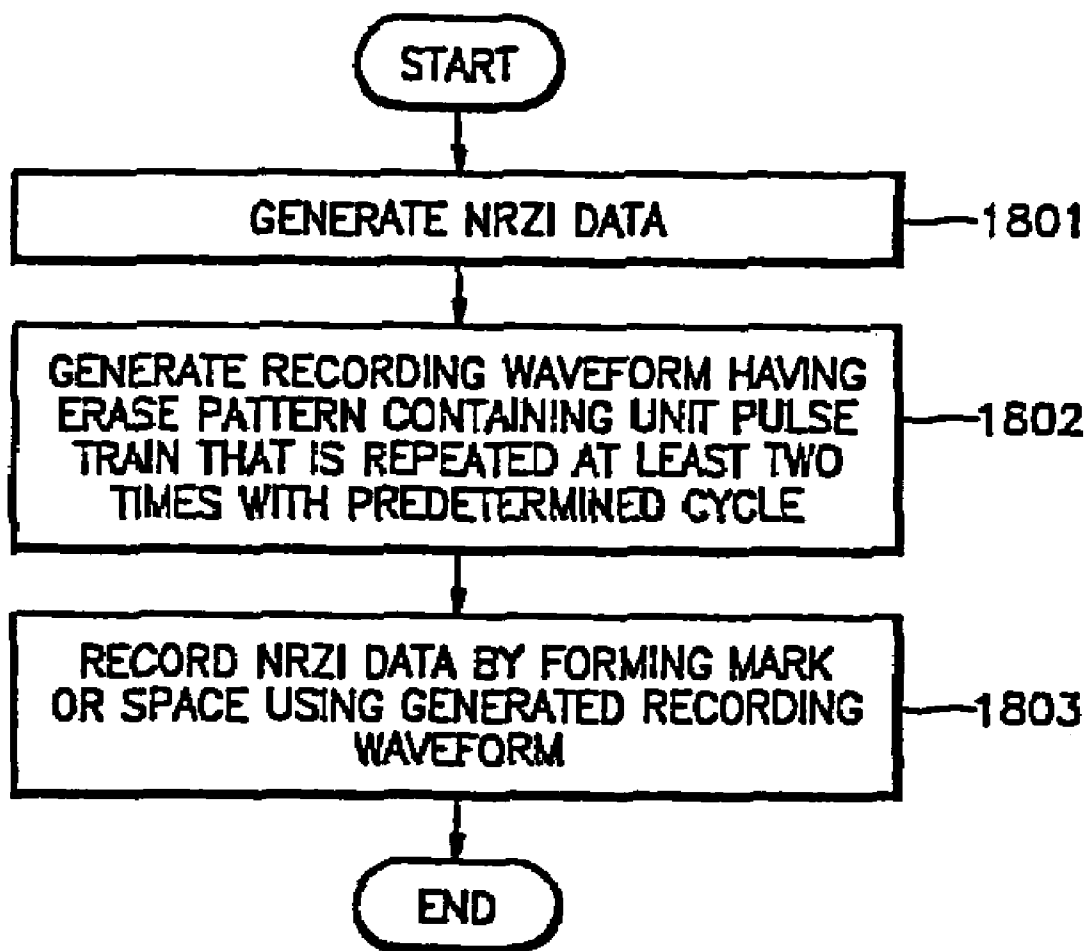 START
GENERATE NRZI DATA
1801
GENERATE RECORDING WAVEFORM HAVING
ERASE PATTERN CONTAINING UNIT PULSE
TRAIN THAT IS REPEATED AT LEAST TWO
TIMES WITH PREDETERMINED CYCLE
1802
RECORD NRZI DATA BY FORMING MARK
OR SPACE USING GENERATED RECORDING
WAVEFORM
1803
END